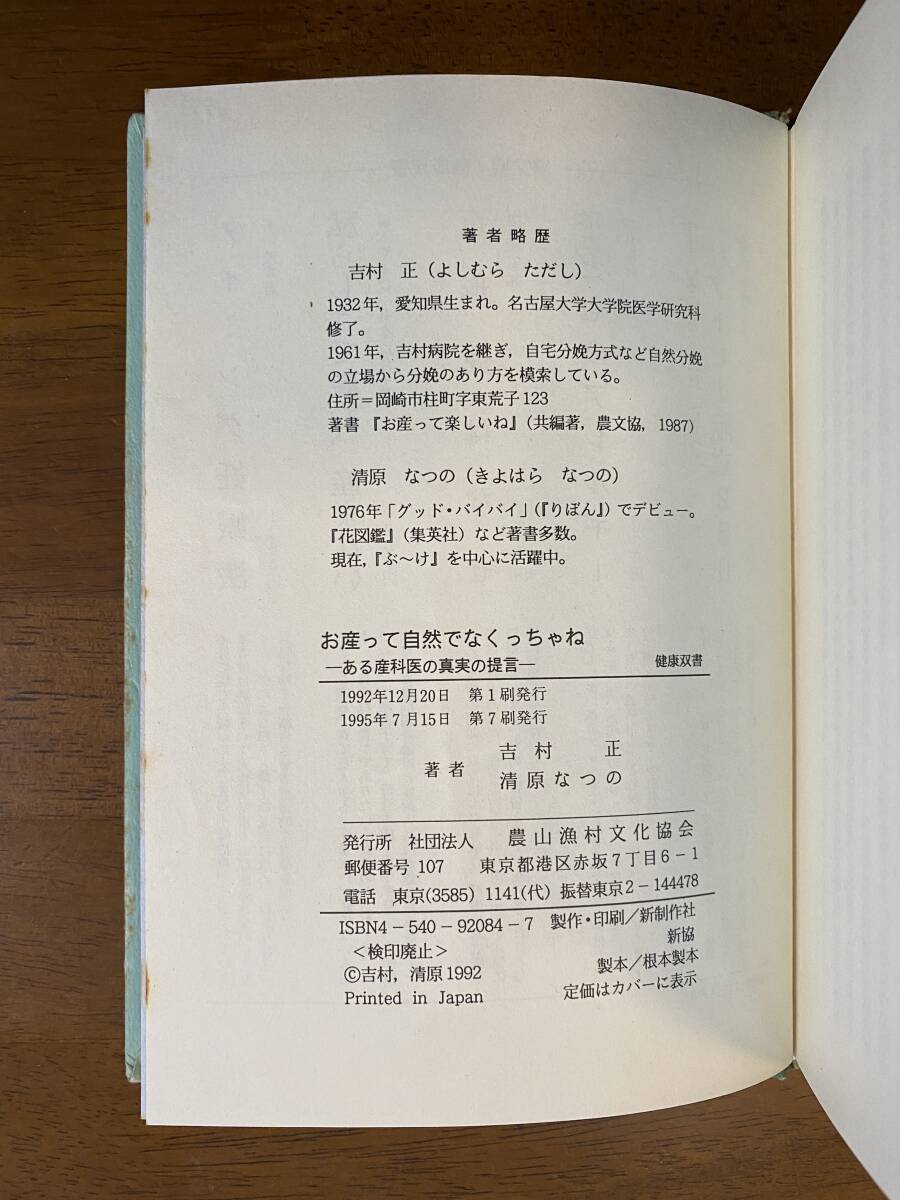 著者略歴
吉村 正（よしむら ただし）
1932年，愛知県生まれ。名古屋大学大学院医学研究科
修了。
1961年，吉村病院を継ぎ，自宅分娩方式など自然分娩
の立場から分娩のあり方を模索している。
住所＝岡崎市柱町字東荒子123
著書『お産って楽しいね』（共編著，農文協，1987）
清原 なつの（きよはら なつの）
1976年「グッド・バイバイ」（『りぼん』）でデビュー。
『花図鑑』（集英社）など著書多数。
現在，『ぶ～け』を中心に活躍中。
お産って自然でなくっちゃね
―ある産科医の真実の提言― 健康双書
1992年12月20日 第1刷発行
1995年7月15日 第7刷発行
著者 吉村 正
清原なつの
発行所 社団法人 農山漁村文化協会
郵便番号 107 東京都港区赤坂7丁目6－1
電話 東京(3585) 1141(代) 振替東京2－144478
ISBN4－540－92084－7 製作・印刷／新制作社
新協
＜検印廃止＞ 製本／根本製本
©吉村，清原1992
Printed in Japan 定価はカバーに表示